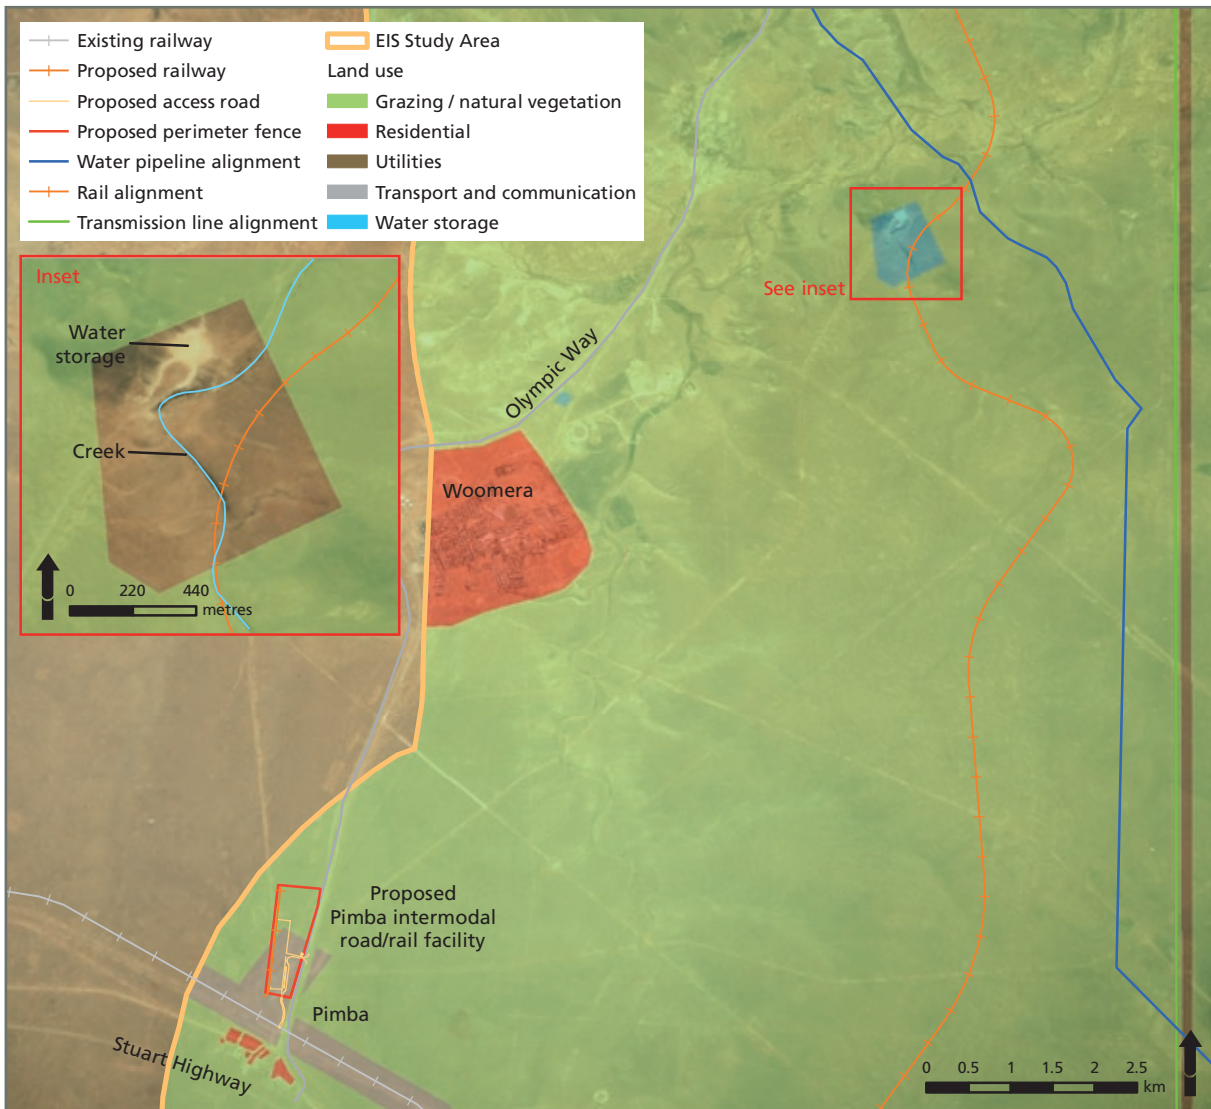 Existing railway
Proposed railway
Proposed access road
Proposed perimeter fence
Water pipeline alignment
Rail alignment
Transmission line alignment
EIS Study Area
Land use
Grazing / natural vegetation
Residential
Utilities
Transport and communication
Water storage
Inset
Water
storage
Creek
0 220 440
metres
See inset
Olympic Way
Woomera
Proposed
Pimba intermodal
road/rail facility
Pimba
Stuart Highway
0 0.5 1 1.5 2 2.5
km